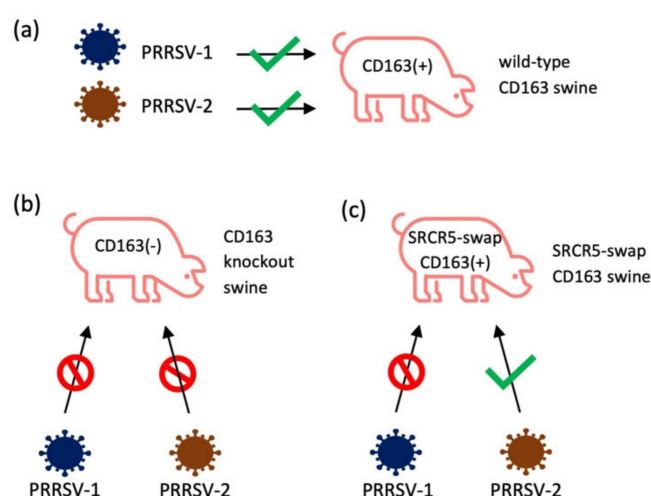 (a)
PRRSV-1
PRRSV-2
CD163(+)
wild-type
CD163 swine
(b)
CD163(-)
CD163
knockout
swine
PRRSV-1
PRRSV-2
(c)
SRCR5-swap
CD163(+)
SRCR5-swap
CD163 swine
PRRSV-1
PRRSV-2